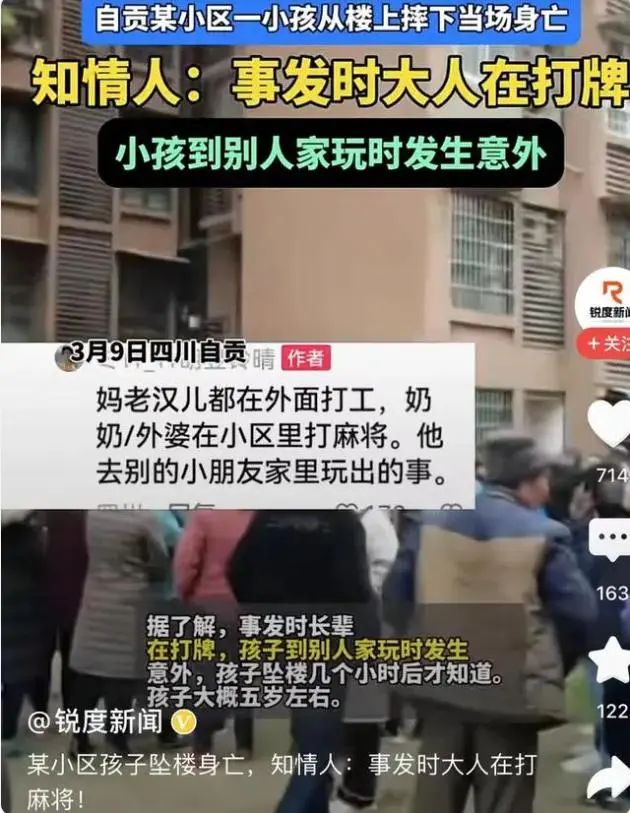 自贡某小区一小孩从楼上摔下当场身亡
知情人：事发时大人在打牌
小孩到别人家玩时发生意外
锐度新闻
+关注
3月9日四川自贡
晴 作者
妈老汉儿都在外面打工，奶
奶/外婆在小区里打麻将。他
去别的小朋友家里玩出的事。
714
163
122
据了解，事发时长辈
在打牌，孩子到别人家玩时发生
意外，孩子坠楼几个小时后才知道。
孩子大概五岁左右。
@锐度新闻
某小区孩子坠楼身亡，知情人：事发时大人在打
麻将！